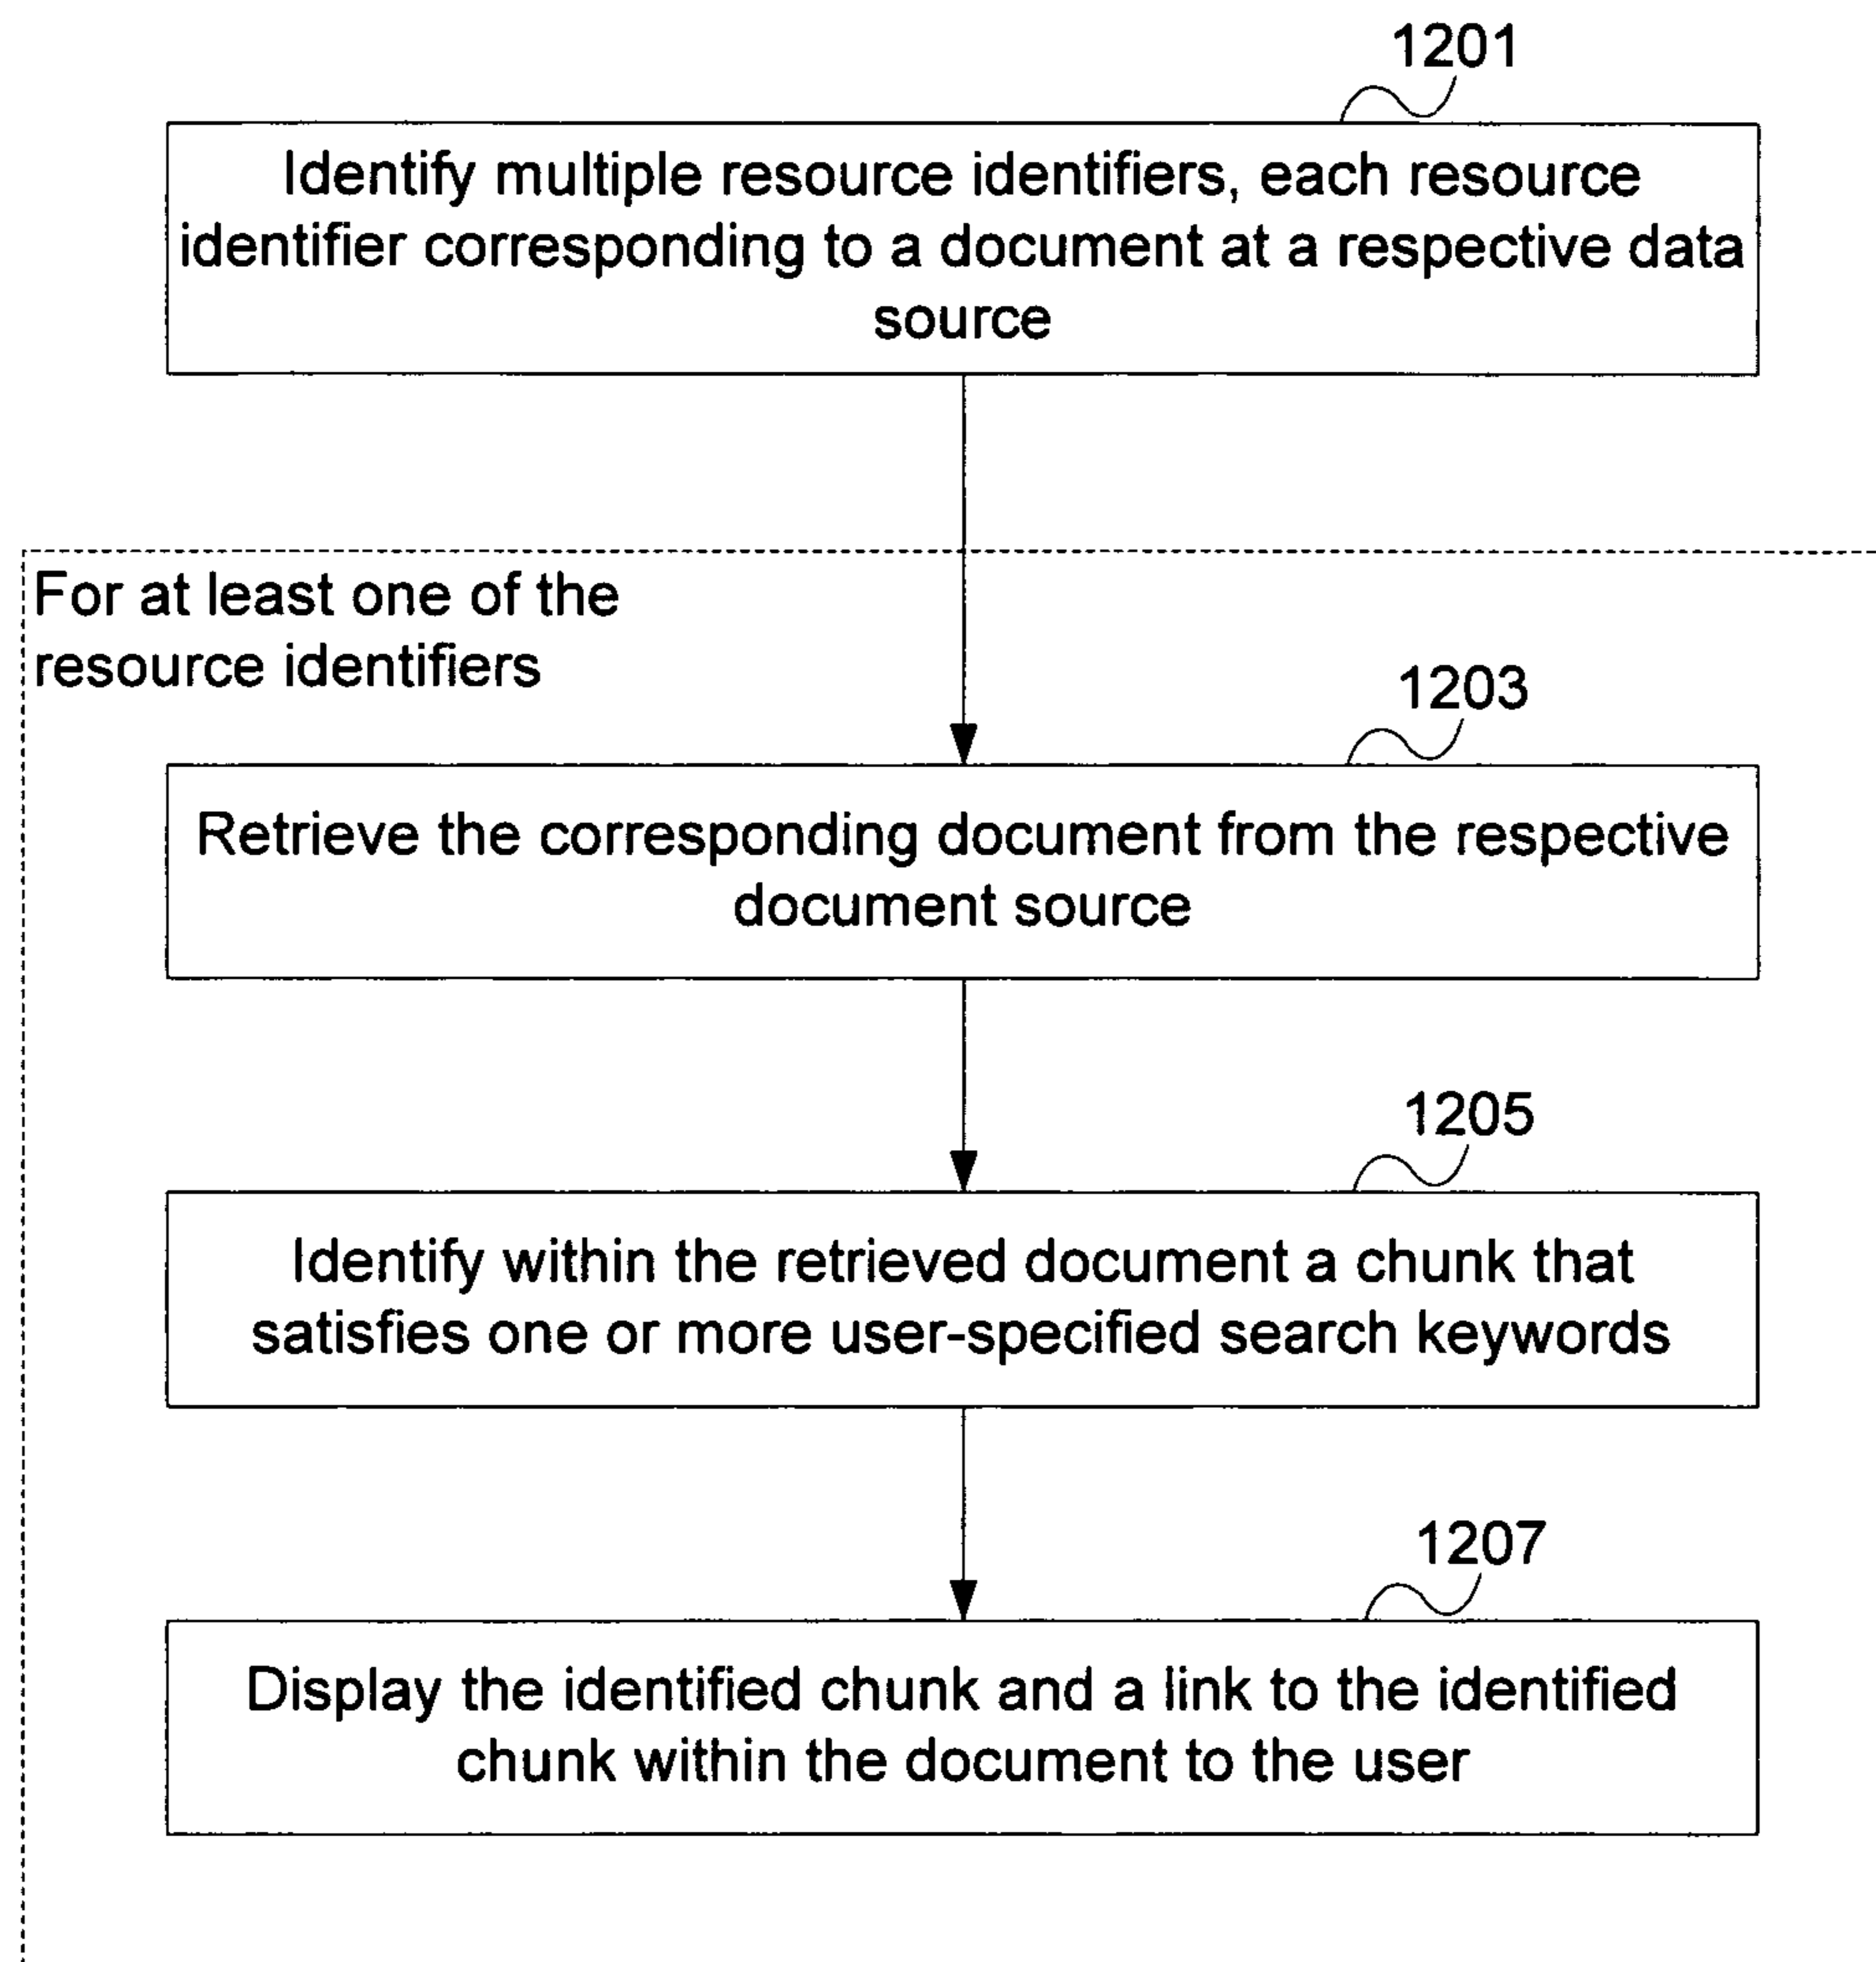 1201
Identify multiple resource identifiers, each resource
identifier corresponding to a document at a respective data
source
For at least one of the
resource identifiers
1203
Retrieve the corresponding document from the respective
document source
1205
Identify within the retrieved document a chunk that
satisfies one or more user-specified search keywords
1207
Display the identified chunk and a link to the identified
chunk within the document to the user